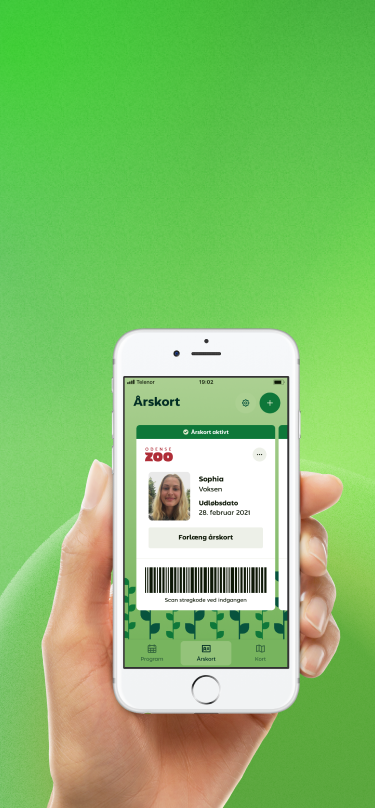 Telenor
19:02
Årskort
Årskort aktivt
ODENSE
ZOO
Sophia
Voksen
Udløbsdato
28. februar 2021
Forlæng årskort
Scan stregkode ved indgangen
Program
Årskort
Kort